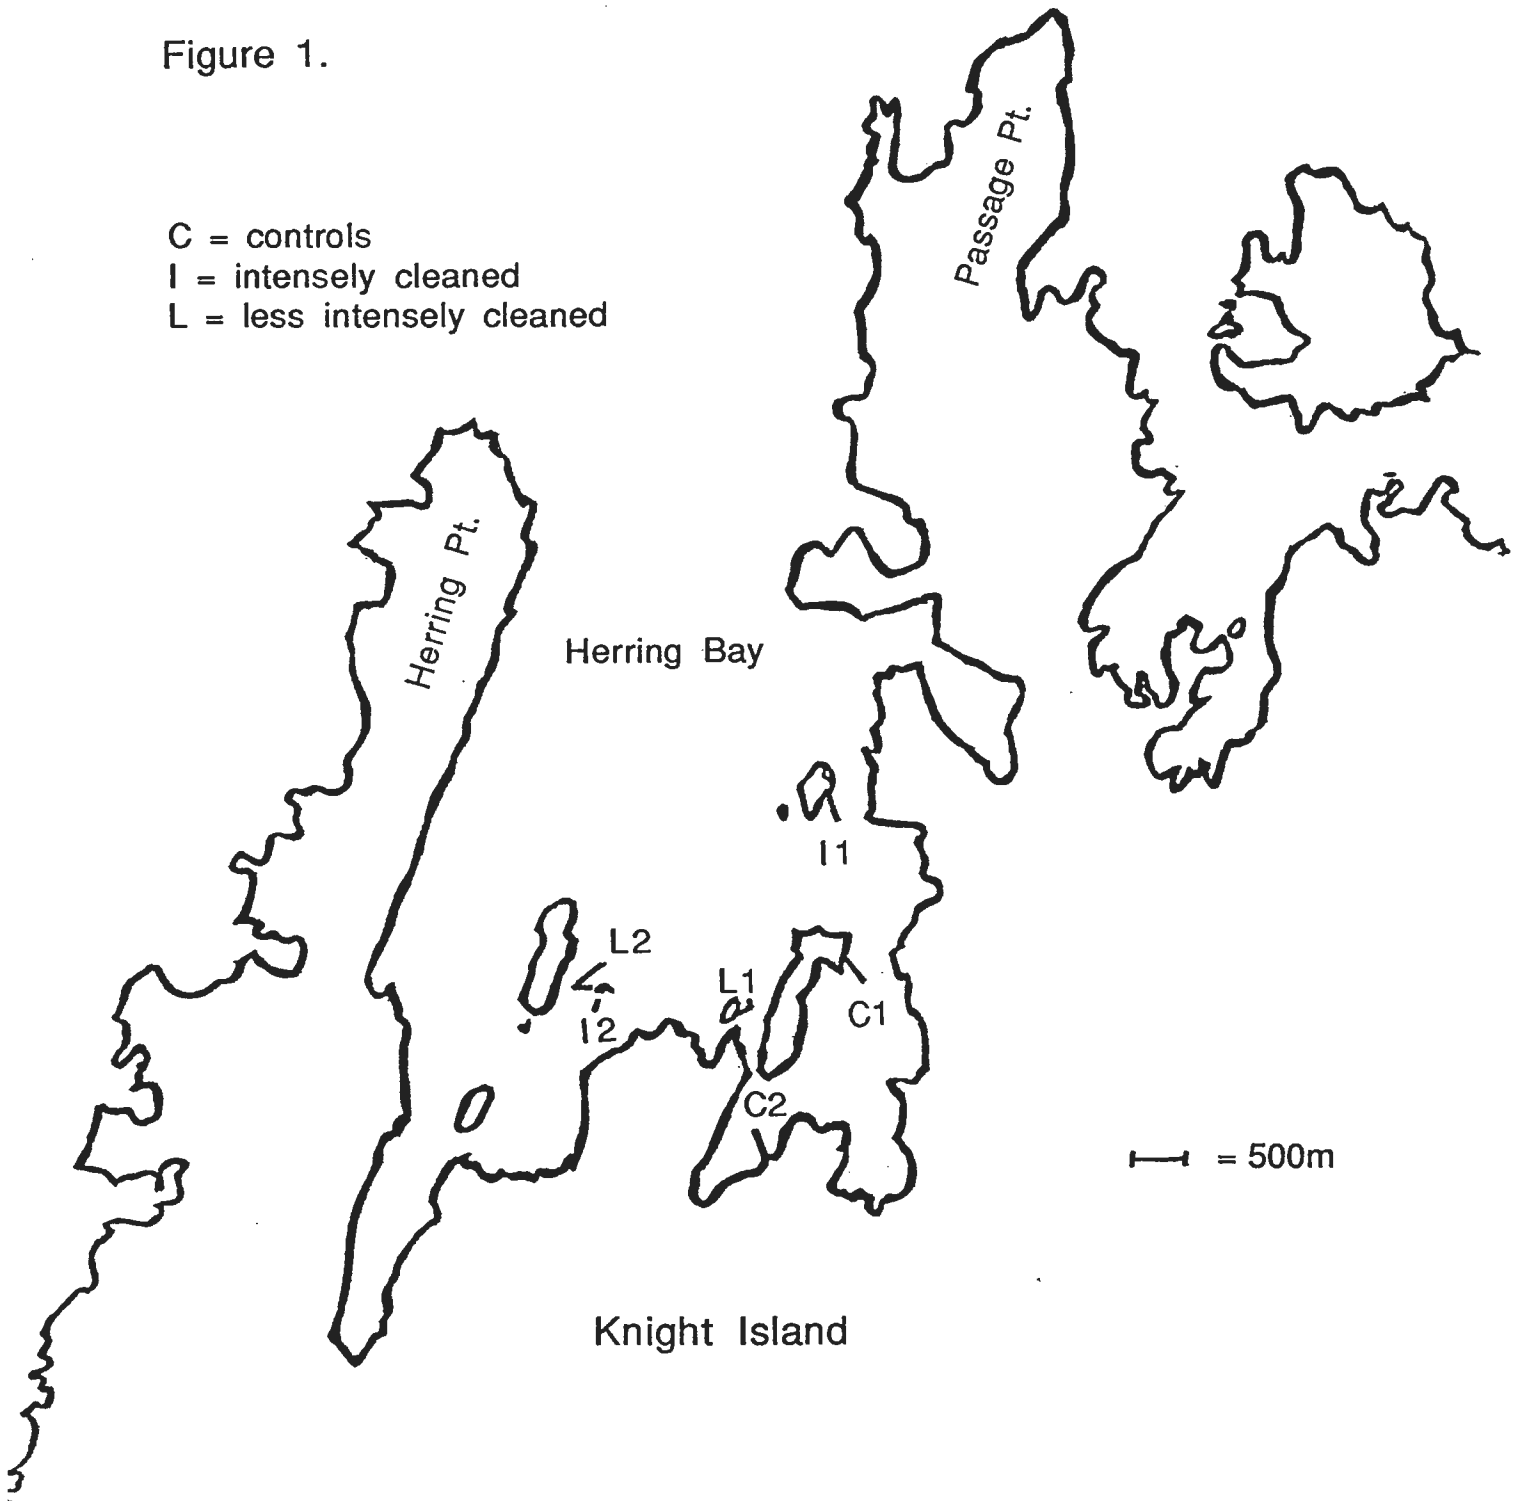 Figure 1.
C = controls
I = intensely cleaned
L = less intensely cleaned
Passage Pt.
Herring Pt.
Herring Bay
I1
L2
L1
C1
I2
C2
= 500m
Knight Island